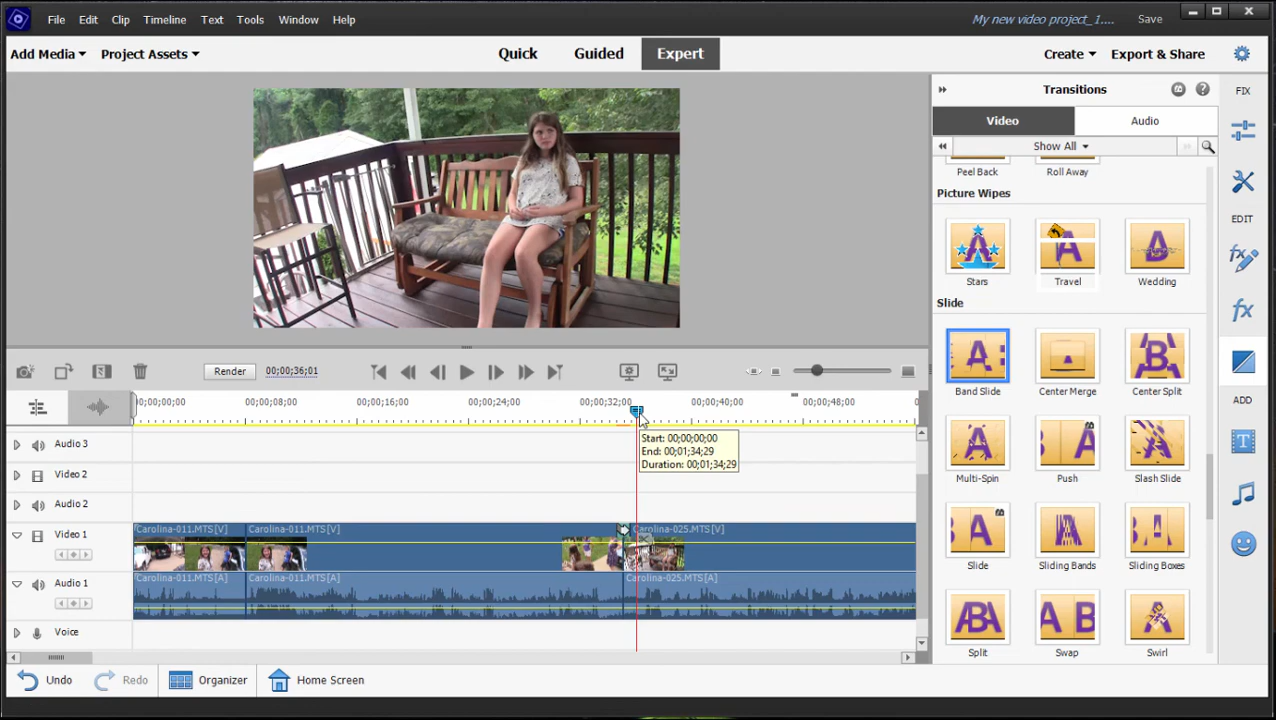 File Edit Clip Timeline Text Tools Window Help My new video project_1.... Save
Add Media Project Assets Quick Guided Expert Create Export & Share
Transitions FIX
Video Audio
Show All
Peel Back Roll Away
Picture Wipes
EDIT
Stars Travel Wedding
Slide
Render 00;00;36;01
Band Slide Center Merge Center Split
ADD
00;00;00;00 00;00;08;00 00;00;16;00 00;00;24;00 00;00;32;00 00;00;40;00 00;00;48;00
Start: 00;00;00;00
End: 00;01;34;29
Duration: 00;01;34;29
Audio 3
Video 2
Audio 2
Multi-Spin Push Slash Slide
Video 1 Carolina-011.MTS[V] Carolina-011.MTS[V] Carolina-025.MTS[V]
Slide Sliding Bands Sliding Boxes
Audio 1 Carolina-011.MTS[A] Carolina-011.MTS[A] Carolina-025.MTS[A]
Voice
Split Swap Swirl
Undo Redo Organizer Home Screen